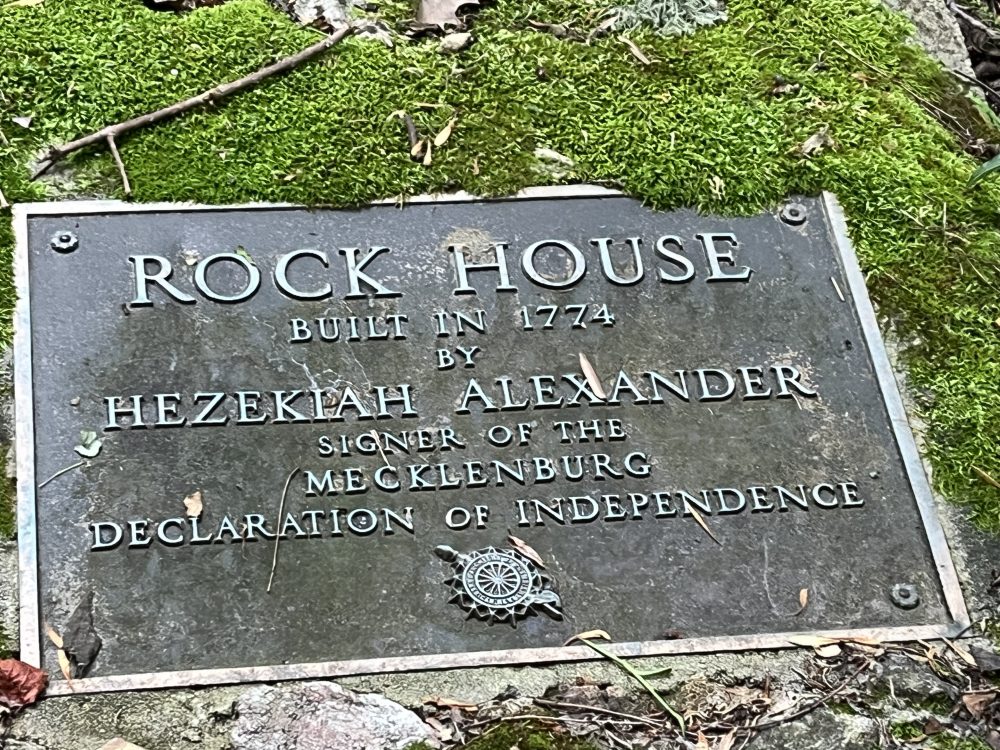 ROCK HOUSE
BUILT IN 1774
BY
HEZEKIAH ALEXANDER
SIGNER OF THE
MECKLENBURG
DECLARATION OF INDEPENDENCE